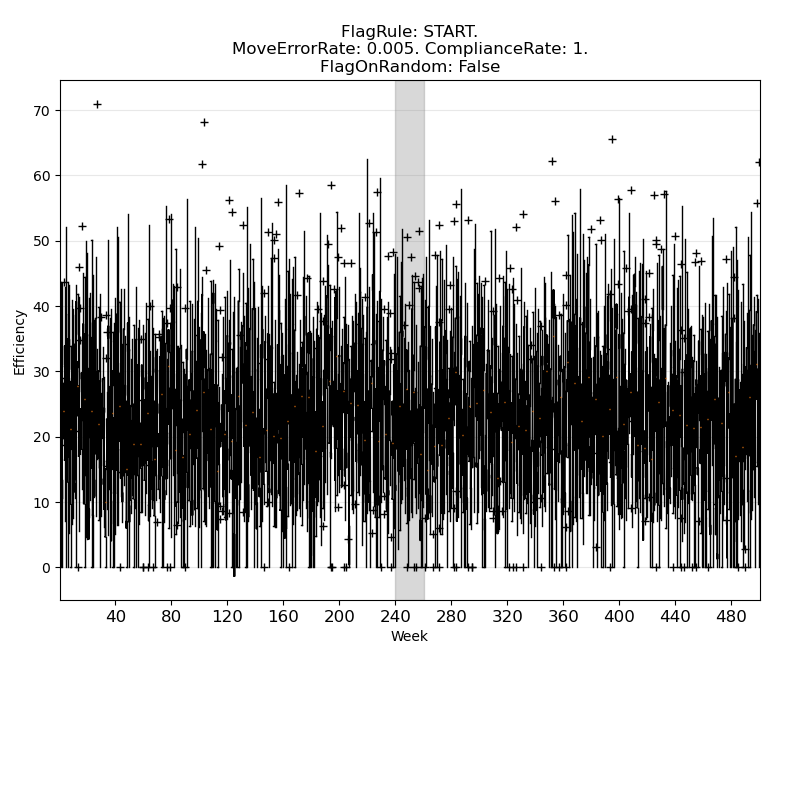 FlagRule: START.
MoveErrorRate: 0.005. ComplianceRate: 1.
FlagOnRandom: False
70
60
50
40
30
20
10
0
Efficiency
40 80 120 160 200 240 280 320 360 400 440 480
Week